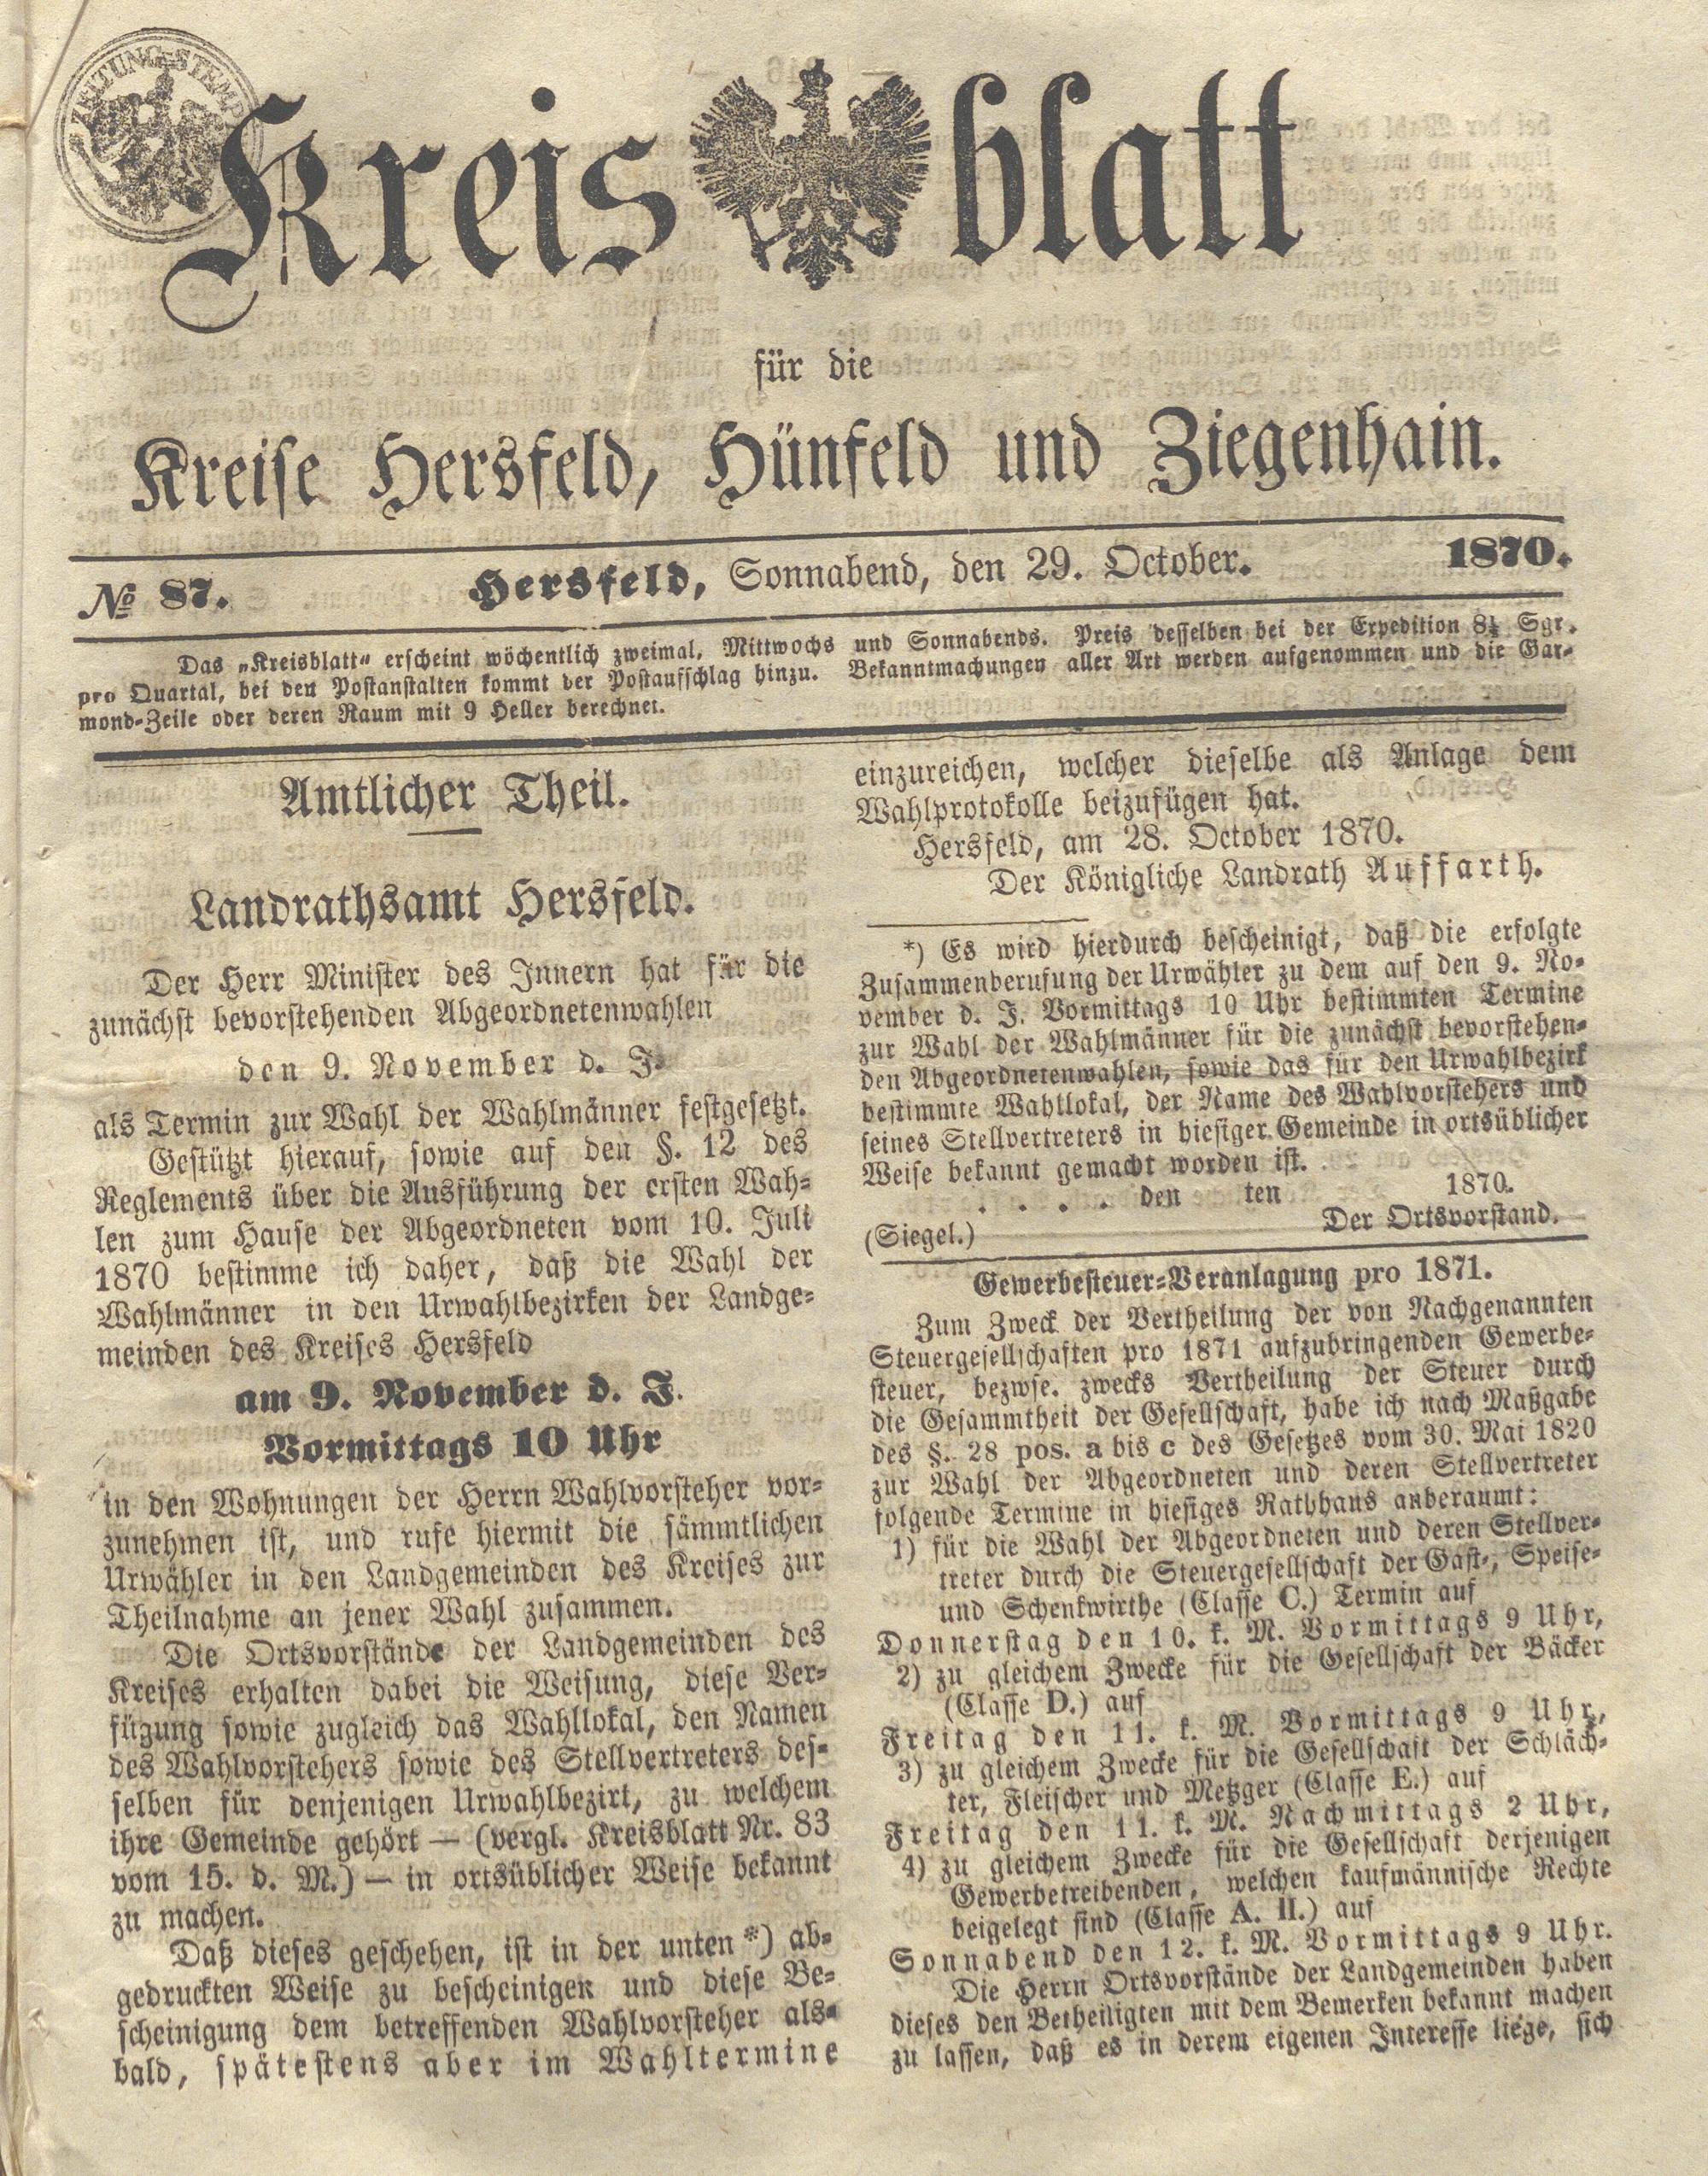 ZEITUNGS-STEMPEL
Kreisblatt
für die
Kreise Hersfeld, Hünfeld und Ziegenhain.
№ 87. Hersfeld, Sonnabend, den 29. October. 1870.
Das „Kreisblatt“ erscheint wöchentlich zweimal, Mittwochs und Sonnabends. Preis desselben bei der Expedition 8½ Sgr.
pro Quartal, bei den Postanstalten kommt der Postaufschlag hinzu. Bekanntmachungen aller Art werden aufgenommen und die Gar-
mond-Zeile oder deren Raum mit 9 Heller berechnet.
Amtlicher Theil.
Landrathsamt Hersfeld.
Der Herr Minister des Innern hat für die
zunächst bevorstehenden Abgeordnetenwahlen
den 9. November d. J.
als Termin zur Wahl der Wahlmänner festgesetzt.
Gestützt hierauf, sowie auf den §. 12 des
Reglements über die Ausführung der ersten Wah-
len zum Hause der Abgeordneten vom 10. Juli
1870 bestimme ich daher, daß die Wahl der
Wahlmänner in den Urwahlbezirken der Landge-
meinden des Kreises Hersfeld
am 9. November d. J.
Vormittags 10 Uhr
in den Wohnungen der Herrn Wahlvorsteher vor-
zunehmen ist, und rufe hiermit die sämmtlichen
Urwähler in den Landgemeinden des Kreises zur
Theilnahme an jener Wahl zusammen.
Die Ortsvorstände der Landgemeinden des
Kreises erhalten dabei die Weisung, diese Ver-
fügung sowie zugleich das Wahllokal, den Namen
des Wahlvorstehers sowie des Stellvertreters des-
selben für denjenigen Urwahlbezirk, zu welchem
ihre Gemeinde gehört — (vergl. Kreisblatt Nr. 83
vom 15. d. M.) — in ortsüblicher Weise bekannt
zu machen.
Daß dieses geschehen, ist in der unten *) ab-
gedruckten Weise zu bescheinigen und diese Be-
scheinigung dem betreffenden Wahlvorsteher als-
bald, spätestens aber im Wahltermine
einzureichen, welcher dieselbe als Anlage dem
Wahlprotokolle beizufügen hat.
Hersfeld, am 28. October 1870.
Der Königliche Landrath Auffarth.
*) Es wird hierdurch bescheinigt, daß die erfolgte
Zusammenberufung der Urwähler zu dem auf den 9. No-
vember d. J. Vormittags 10 Uhr bestimmten Termine
zur Wahl der Wahlmänner für die zunächst bevorstehen-
den Abgeordnetenwahlen, sowie das für den Urwahlbezirk
bestimmte Wahllokal, der Name des Wahlvorstehers und
seines Stellvertreters in hiesiger Gemeinde in ortsüblicher
Weise bekannt gemacht worden ist.
. . . . den ten 1870.
(Siegel.) Der Ortsvorstand.
Gewerbesteuer-Veranlagung pro 1871.
Zum Zweck der Vertheilung der von Nachgenannten
Steuergesellschaften pro 1871 aufzubringenden Gewerbe-
steuer, bezwse. zwecks Vertheilung der Steuer durch
die Gesammtheit der Gesellschaft, habe ich nach Maßgabe
des §. 28 pos. a bis c des Gesetzes vom 30. Mai 1820
zur Wahl der Abgeordneten und deren Stellvertreter
folgende Termine in hiesiges Rathhaus anberaumt:
1) für die Wahl der Abgeordneten und deren Stellver-
treter durch die Steuergesellschaft der Gast-, Speise-
und Schenkwirthe (Classe C.) Termin auf
Donnerstag den 10. k. M. Vormittags 9 Uhr,
2) zu gleichem Zwecke für die Gesellschaft der Bäcker
(Classe D.) auf
Freitag den 11. k. M. Vormittags 9 Uhr,
3) zu gleichem Zwecke für die Gesellschaft der Schläch-
ter, Fleischer und Metzger (Classe E.) auf
Freitag den 11. k. M. Nachmittags 2 Uhr,
4) zu gleichem Zwecke für die Gesellschaft derjenigen
Gewerbetreibenden, welchen kaufmännische Rechte
beigelegt sind (Classe A. II.) auf
Sonnabend den 12. k. M. Vormittags 9 Uhr.
Die Herrn Ortsvorstände der Landgemeinden haben
dieses den Betheiligten mit dem Bemerken bekannt machen
zu lassen, daß es in derem eigenen Interesse liege, sich